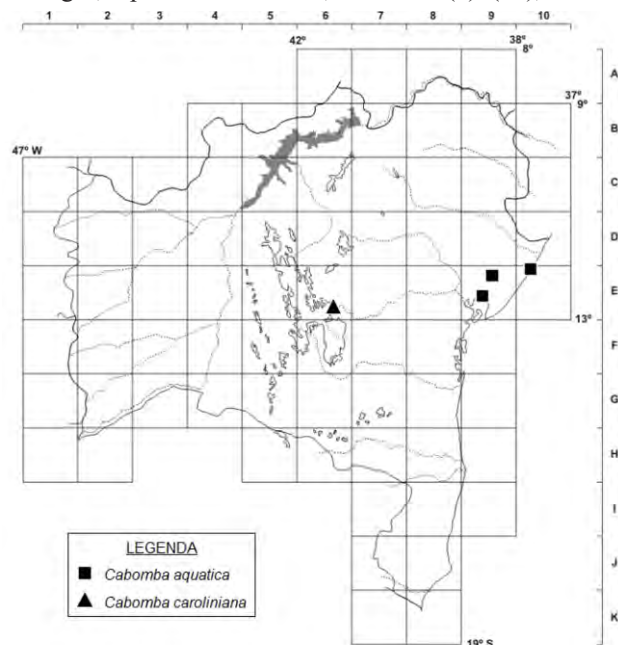 1 2 3 4 5 6 7 8 9 10
42º 38º
8º
A
37º
9º
B
47º W
C
D
E
13º
F
G
H
I
LEGENDA
Cabomba aquatica
J
Cabomba caroliniana
K
19º S